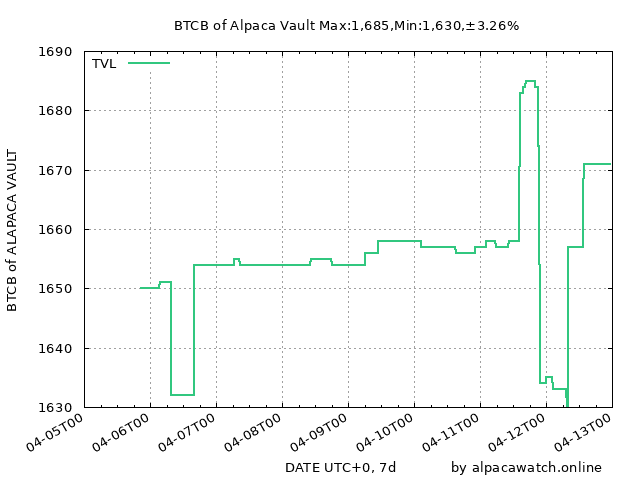 BTCB of Alpaca Vault Max:1,685,Min:1,630,±3.26%
TVL
1690
1680
1670
1660
1650
1640
1630
BTCB of ALAPACA VAULT
04-05T00
04-06T00
04-07T00
04-08T00
04-09T00
04-10T00
04-11T00
04-12T00
04-13T00
DATE UTC+0, 7d
by alpacawatch.online